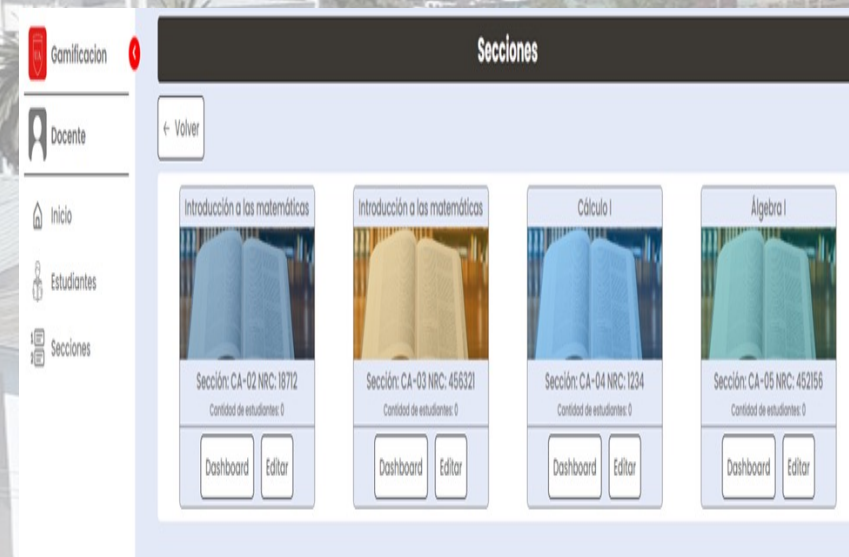 Gamificacion
Docente
Inicio
Estudiantes
Secciones
Secciones
← Volver
Introducción a las matemáticas
Sección: CA-02 NRC: 18712
Cantidad de estudiantes: 0
Dashboard Editar
Introducción a las matemáticas
Sección: CA-03 NRC: 456321
Cantidad de estudiantes: 0
Dashboard Editar
Cálculo I
Sección: CA-04 NRC: 1234
Cantidad de estudiantes: 0
Dashboard Editar
Álgebra I
Sección: CA-05 NRC: 452156
Cantidad de estudiantes: 0
Dashboard Editar